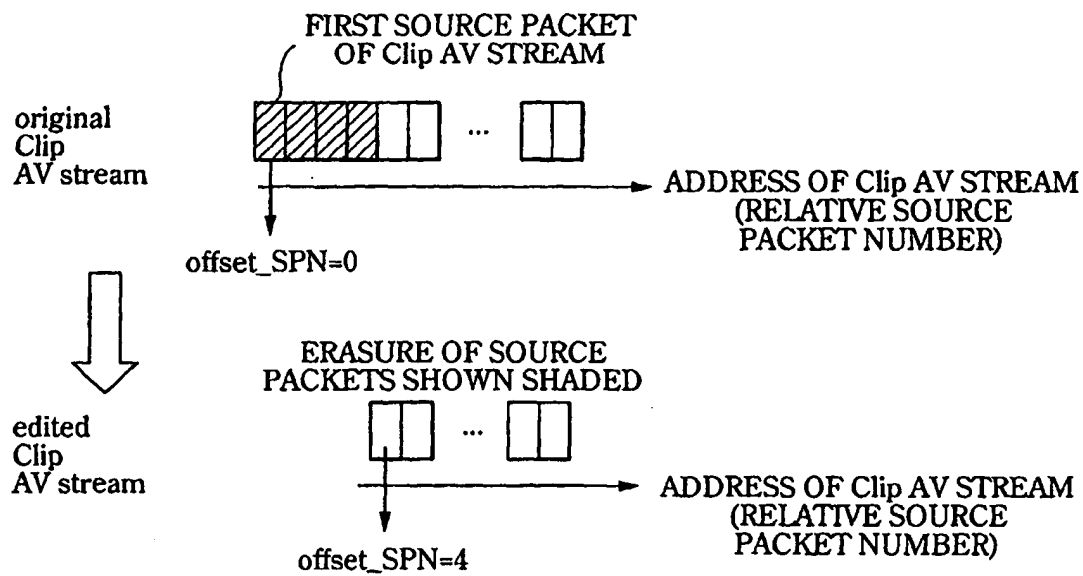 FIRST SOURCE PACKET
OF Clip AV STREAM
original
Clip
AV stream
...
ADDRESS OF Clip AV STREAM
(RELATIVE SOURCE
PACKET NUMBER)
offset_SPN=0
ERASURE OF SOURCE
PACKETS SHOWN SHADED
edited
Clip
AV stream
...
ADDRESS OF Clip AV STREAM
(RELATIVE SOURCE
PACKET NUMBER)
offset_SPN=4